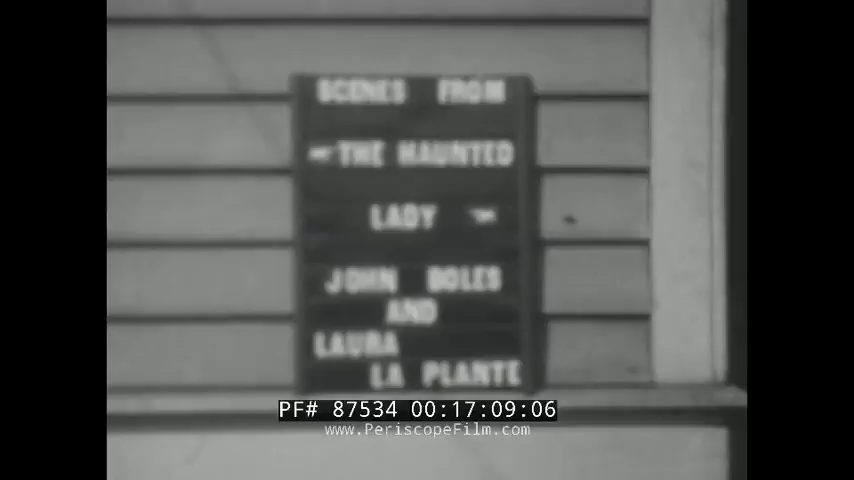 SCENES FROM
THE HAUNTED
LADY
JOHN BOLES
AND
LAURA
LA PLANTE
PF# 87534 00:17:09:06
www.PeriscopeFilm.com